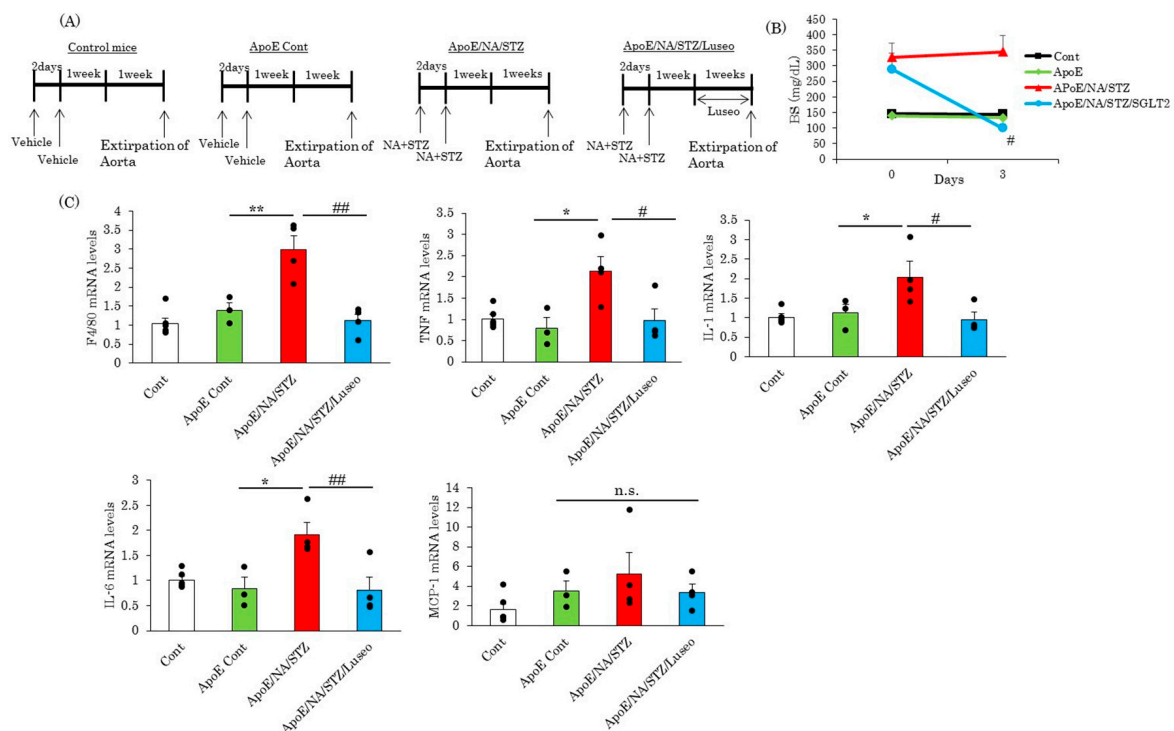 (A)
Control mice
2days
1week
1week
Vehicle
Vehicle
Extirpation of
Aorta
ApoE Cont
2days
1week
1week
Vehicle
Vehicle
Extirpation of
Aorta
ApoE/NA/STZ
2days
1week
1weeks
NA+STZ
NA+STZ
Extirpation of
Aorta
ApoE/NA/STZ/Luseo
2days
1week
1weeks
Luseo
NA+STZ
NA+STZ
Extirpation of
Aorta
(B)
BS (mg/dL)
450
400
350
300
250
200
150
100
50
0
0
3
Days
#
Cont
ApoE
APoE/NA/STZ
ApoE/NA/STZ/SGLT2
(C)
F4/80 mRNA levels
4
3.5
3
2.5
2
1.5
1
0.5
0
**
##
Cont
ApoE Cont
ApoE/NA/STZ
ApoE/NA/STZ/Luseo
TNF mRNA levels
3.5
3
2.5
2
1.5
1
0.5
0
*
#
Cont
ApoE Cont
ApoE/NA/STZ
ApoE/NA/STZ/Luseo
IL-1 mRNA levels
3.5
3
2.5
2
1.5
1
0.5
0
*
#
Cont
ApoE Cont
ApoE/NA/STZ
ApoE/NA/STZ/Luseo
IL-6 mRNA levels
3
2.5
2
1.5
1
0.5
0
*
##
Cont
ApoE Cont
ApoE/NA/STZ
ApoE/NA/STZ/Luseo
MCP-1 mRNA levels
14
12
10
8
6
4
2
0
n.s.
Cont
ApoE Cont
ApoE/NA/STZ
ApoE/NA/STZ/Luseo